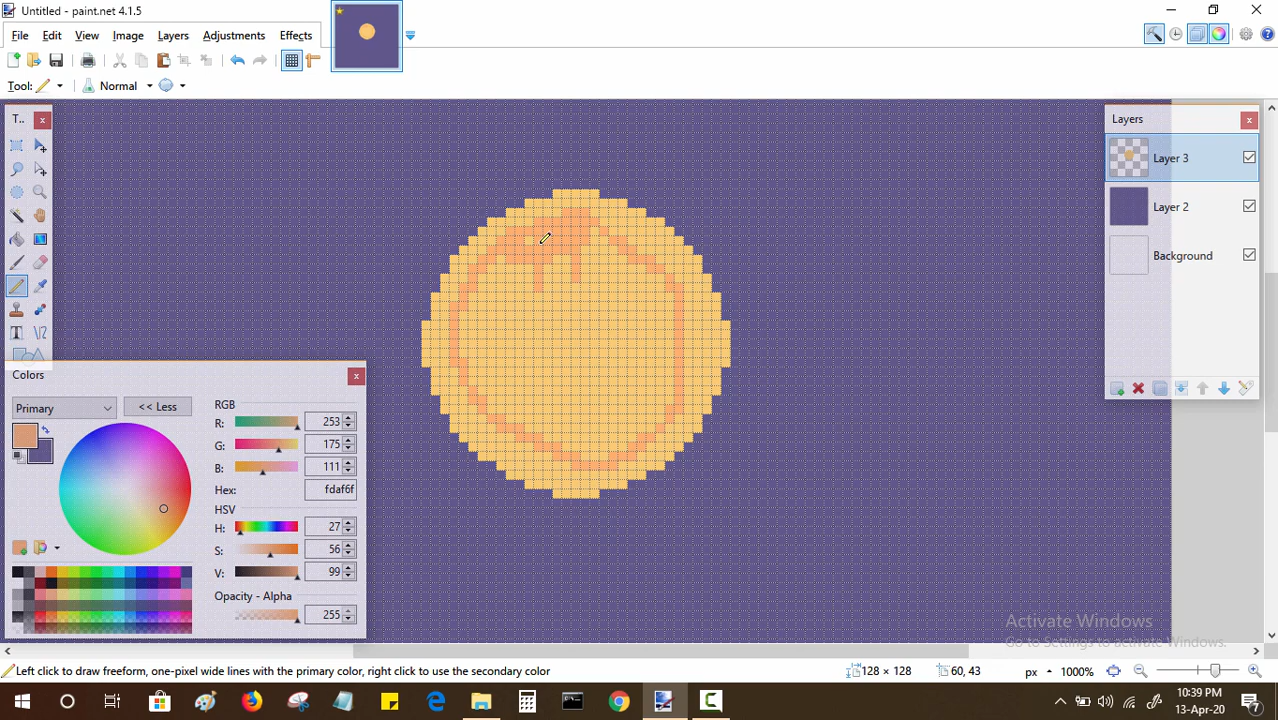 Untitled - paint.net 4.1.5
File Edit View Image Layers Adjustments Effects
Tool: Normal
T..
Layers
Layer 3
Layer 2
Background
Colors
Primary
<< Less
RGB
R: 253
G: 175
B: 111
Hex: fdaf6f
HSV
H: 27
S: 56
V: 99
Opacity - Alpha
255
Activate Windows
Go to Settings to activate Windows.
Left click to draw freeform, one-pixel wide lines with the primary color, right click to use the secondary color
128 × 128
60, 43
px
1000%
10:39 PM
13-Apr-20
7